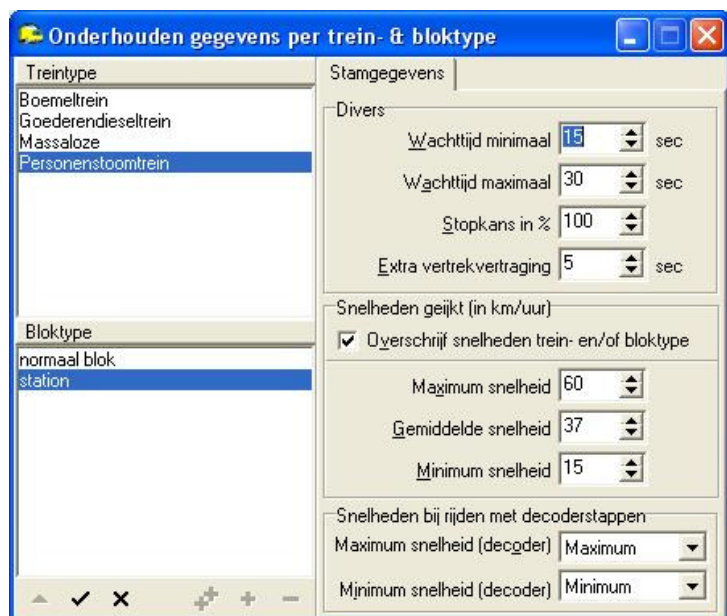 Onderhouden gegevens per trein- & bloktype
Treintype
Boemeltrein
Goederendieseltrein
Massaloze
Personenstoomtrein
Bloktype
normaal blok
station
Stamgegevens
Divers
Wachttijd minimaal 15 sec
Wachttijd maximaal 30 sec
Stopkans in % 100
Extra vertrekvertraging 5 sec
Snelheden geijkt (in km/uur)
Overschrijf snelheden trein- en/of bloktype
Maximum snelheid 60
Gemiddelde snelheid 37
Minimum snelheid 15
Snelheden bij rijden met decoderstappen
Maximum snelheid (decoder) Maximum
Minimum snelheid (decoder) Minimum